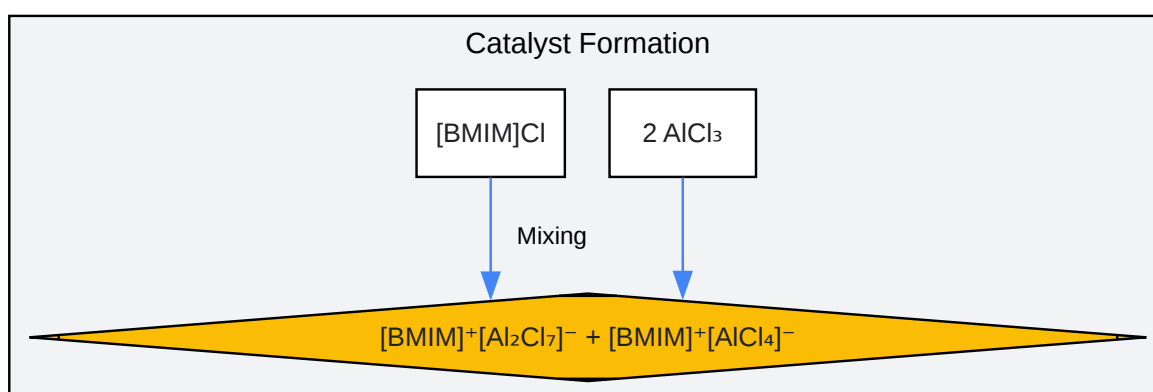 Catalyst Formation
[BMIM]Cl
2 AlCl₃
Mixing
[BMIM]⁺[Al₂Cl₇]⁻ + [BMIM]⁺[AlCl₄]⁻